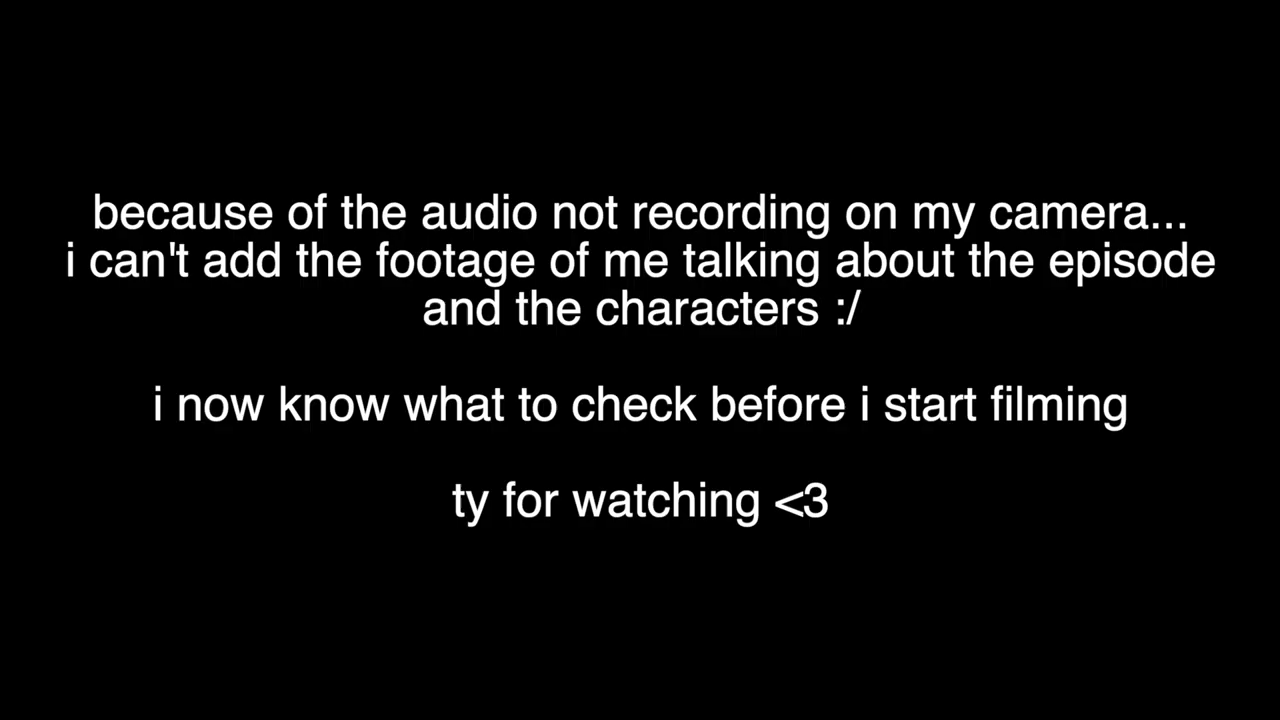 because of the audio not recording on my camera...
i can't add the footage of me talking about the episode
and the characters :/
i now know what to check before i start filming
ty for watching <3